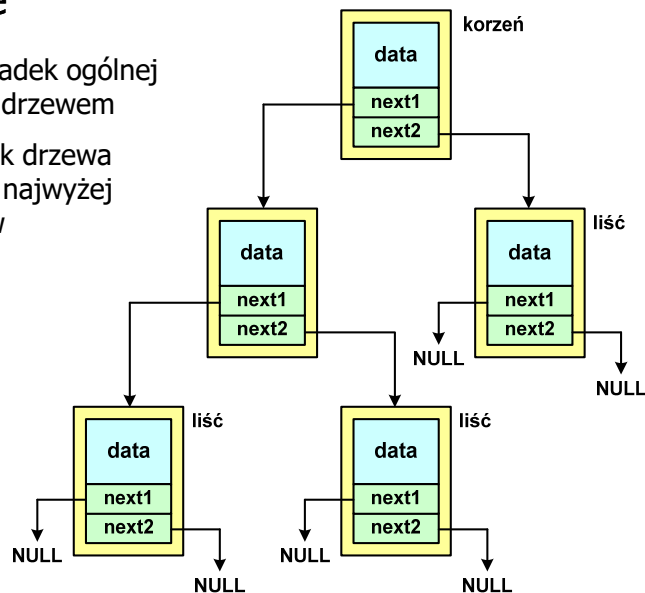 korzeń
adek ogólnej
drzewem
k drzewa
najwyżej
data
next1
next2
liść
data
next1
next2
data
next1
next2
NULL
NULL
liść
data
next1
next2
liść
data
next1
next2
NULL
NULL
NULL
NULL